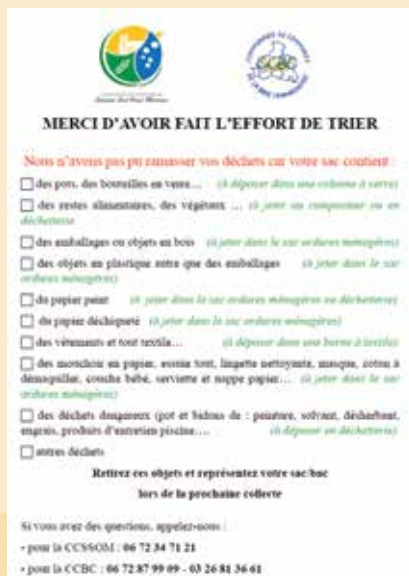 MERCI D'AVOIR FAIT L'EFFORT DE TRIER
Nous n'avons pas pu ramasser vos déchets car votre sac contient :
des pots, des bouteilles en verre… (à déposer dans une colonne à verre)
des restes alimentaires, des végétaux … (à jeter au composteur ou en
déchetterie
des emballages ou objets en bois (à jeter dans le sac ordures ménagères)
des objets en plastique autre que des emballages (à jeter dans le sac
ordures ménagères)
du papier peint (à jeter dans le sac ordures ménagères ou déchetterie)
du papier déchiqueté (à jeter dans le sac ordures ménagères)
des vêtements et tout textile… (à déposer dans une borne à textile)
des mouchoir en papier, essuie tout, lingette nettoyante, masque, coton à
démaquiller, couche bébé, serviette et nappe papier… (à jeter dans le sac
ordures ménagères)
des déchets dangereux (pot et bidons de : peinture, solvant, désherbant,
engrais, produits d'entretien piscine…. (à déposer en déchetterie)
autres déchets
Retirez ces objets et représentez votre sac/bac
lors de la prochaine collecte
Si vous avez des questions, appelez-nous :
• pour la CCSSOM : 06 72 34 71 21
• pour la CCBC : 06 72 87 99 09 - 03 26 81 36 61